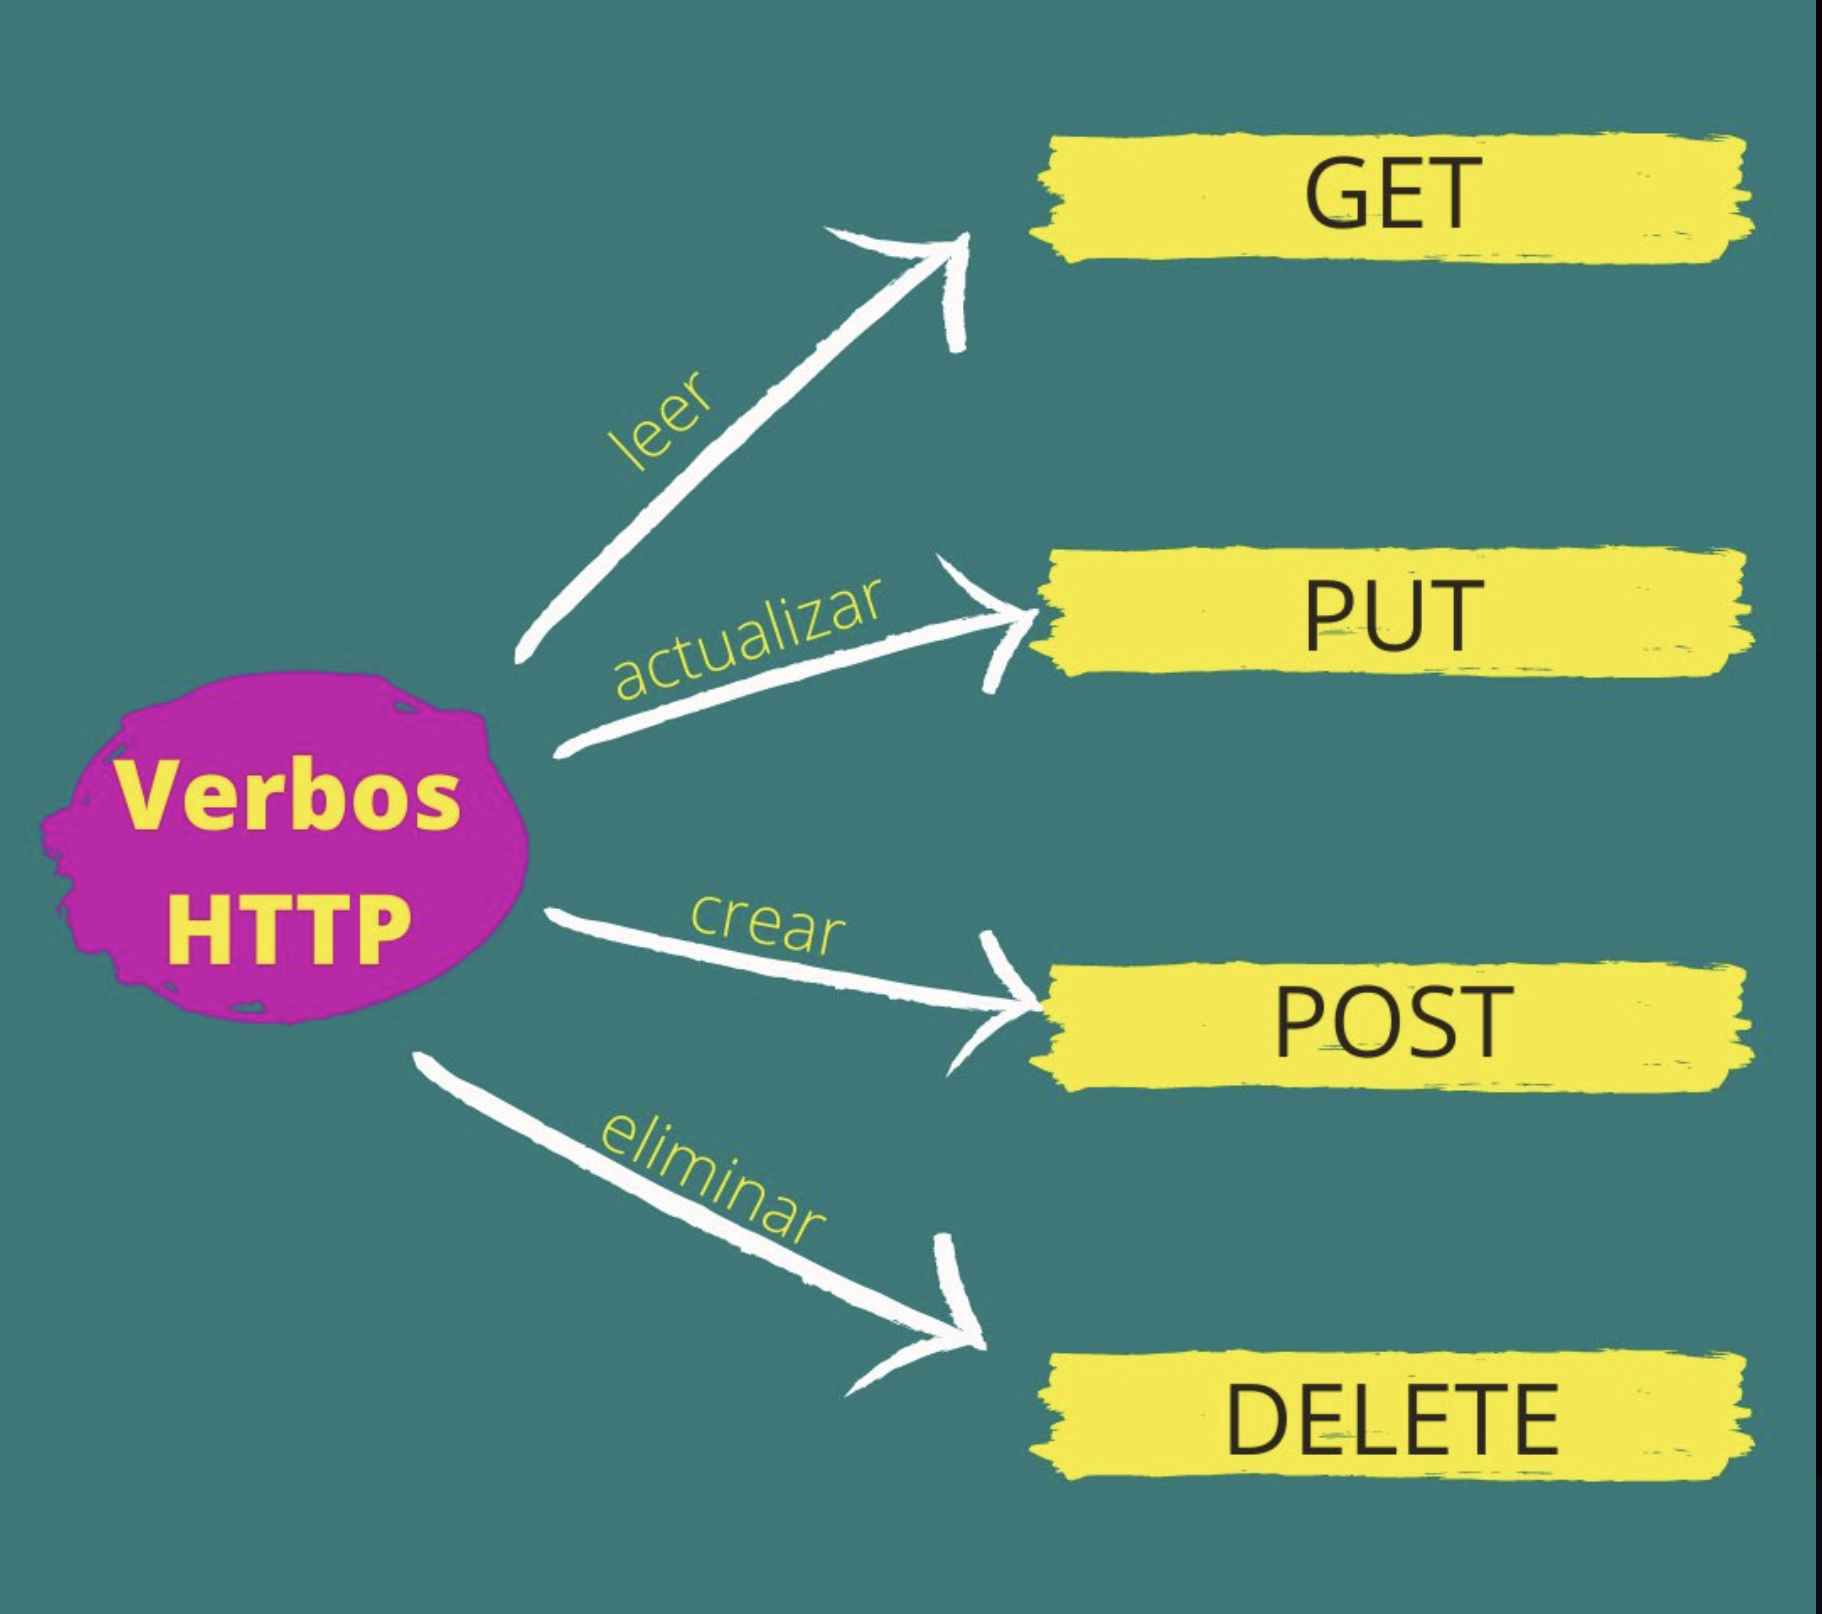 GET
leer
actualizar
PUT
Verbos
HTTP
crear
POST
eliminar
DELETE